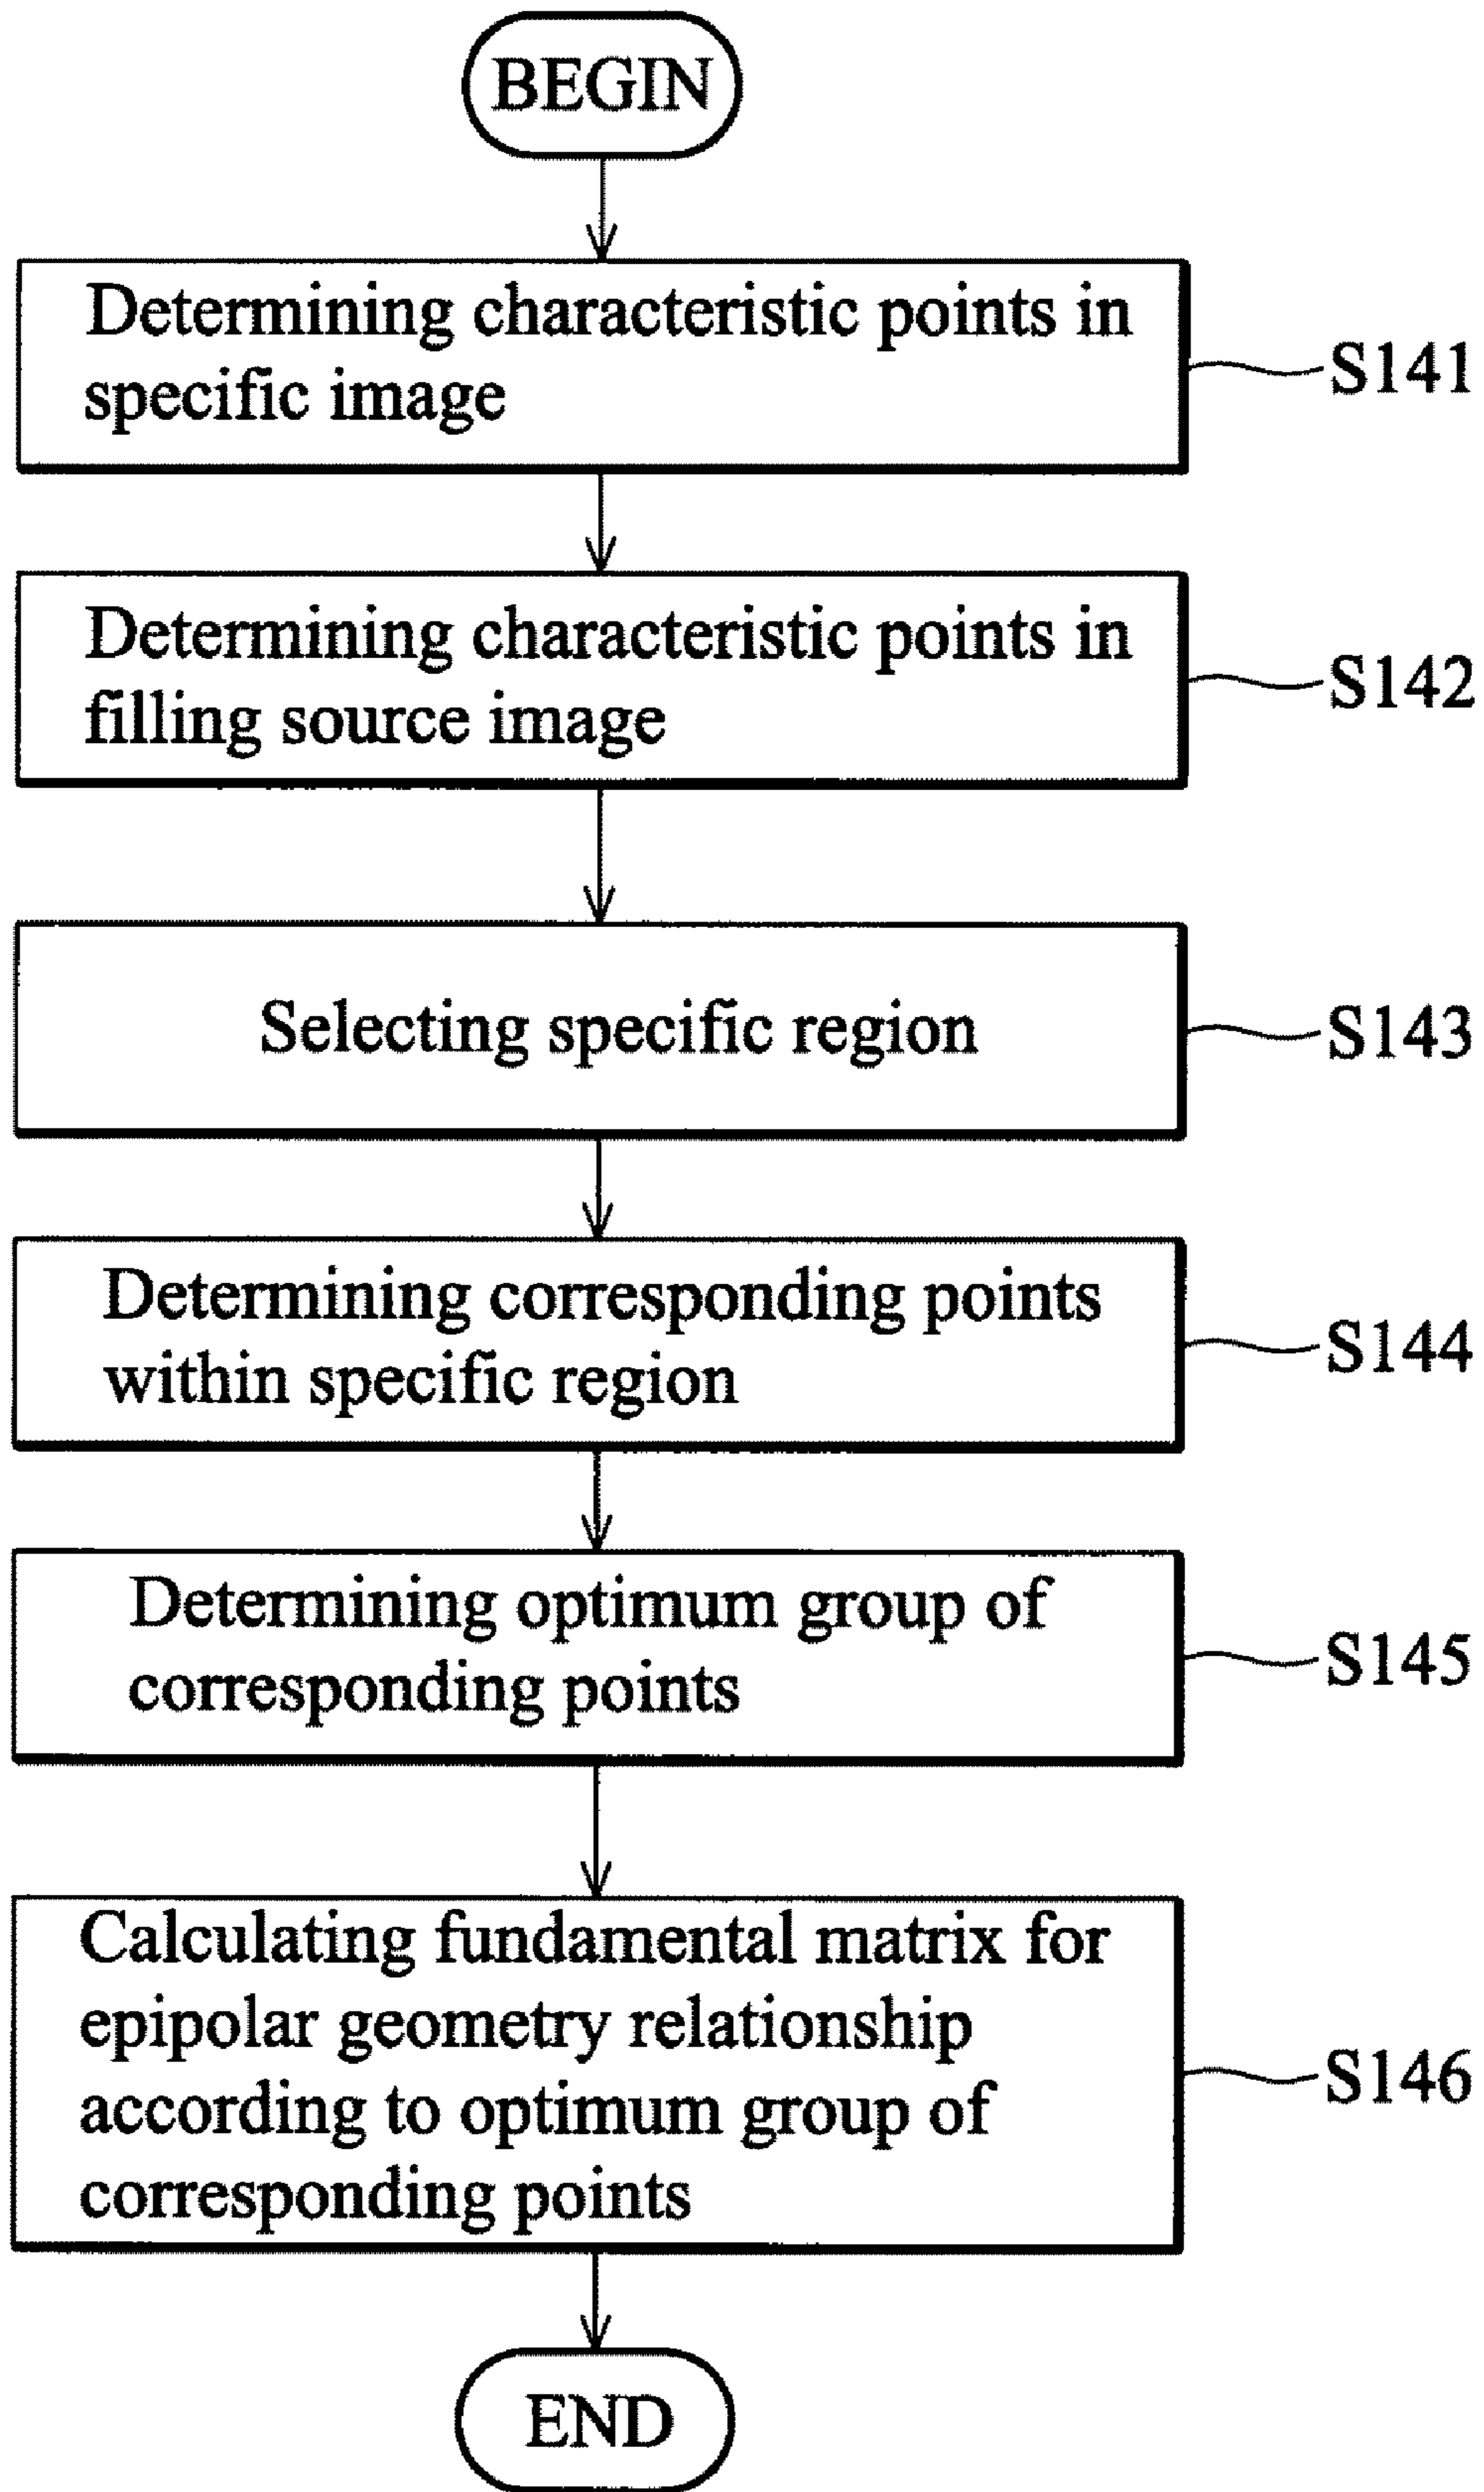 BEGIN
Determining characteristic points in
specific image
S141
Determining characteristic points in
filling source image
S142
Selecting specific region
S143
Determining corresponding points
within specific region
S144
Determining optimum group of
corresponding points
S145
Calculating fundamental matrix for
epipolar geometry relationship
according to optimum group of
corresponding points
S146
END